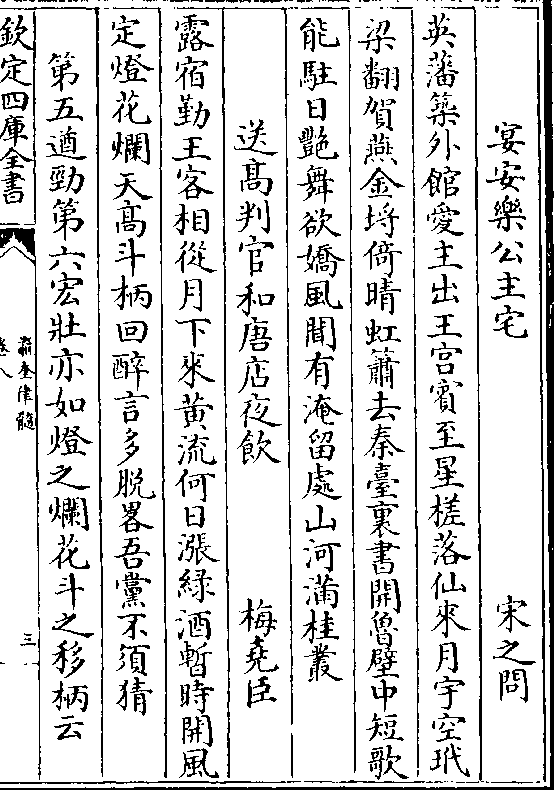 宴安樂公主宅 宋之問
英藩築外館愛主出王宫賓至星槎落仙來月宇空玳
梁翻賀燕金埒倚晴虹簫去秦臺裏書開魯壁中短歌
能駐日艷舞欲嬌風聞有淹留處山河滿桂叢
送髙判官和唐店夜飲 梅堯臣
露宿勤王客相從月下來黄流何日漲緑酒暫時開風
定燈花爛天髙斗柄回醉言多脱畧吾黨不須猜
第五遒勁第六宏壯亦如燈之爛花斗之移柄云
欽定四庫全書
瀛奎律髓
卷八
三